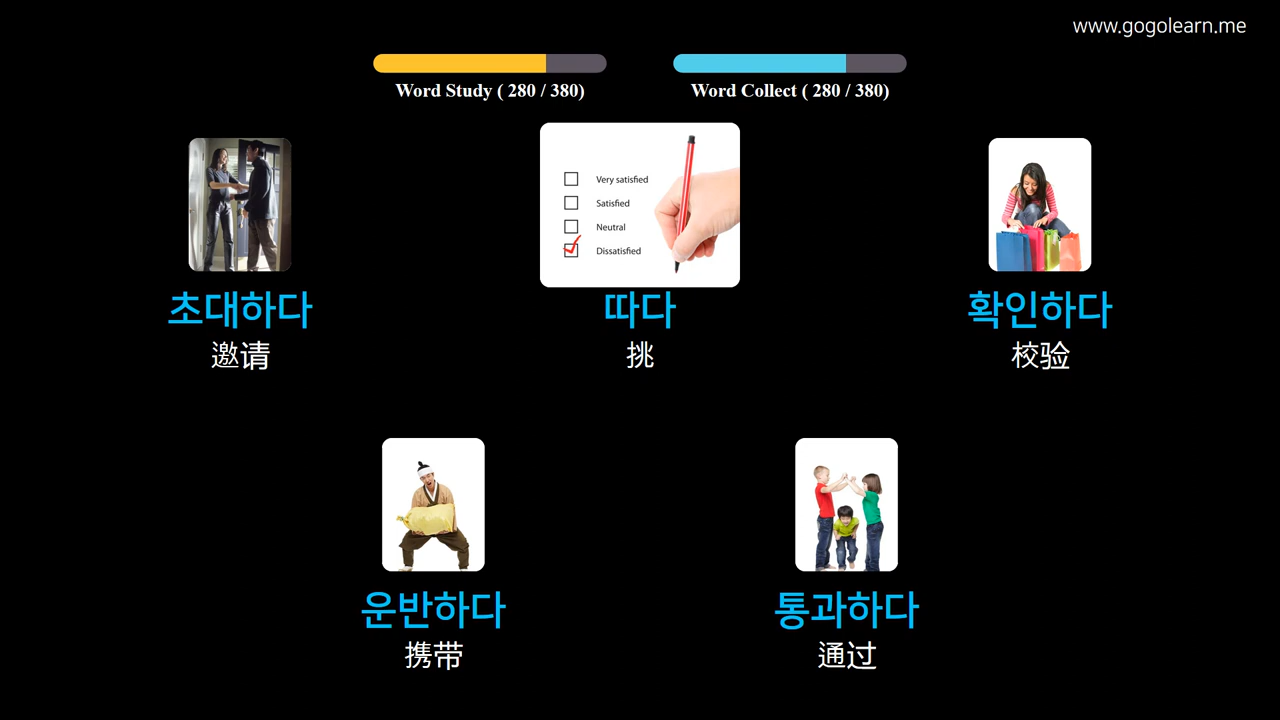 www.gogolearn.me
Word Study ( 280 / 380)
Word Collect ( 280 / 380)
Very satisfied
Satisfied
Neutral
Dissatisfied
초대하다
邀请
따다
挑
확인하다
校验
운반하다
携带
통과하다
通过